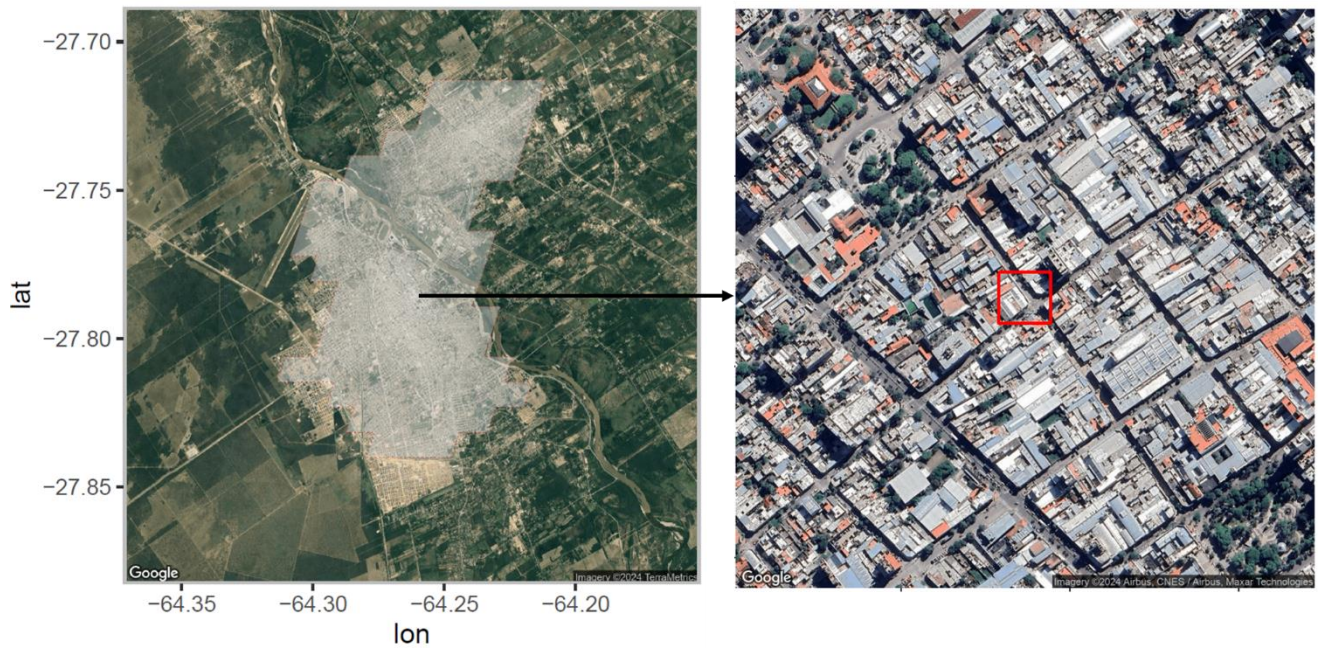 −27.70
−27.75
−27.80
−27.85
lat
Google
Imagery ©2024 TerraMetrics
−64.35
−64.30
−64.25
−64.20
lon
Google
Imagery ©2024 Airbus, CNES / Airbus, Maxar Technologies